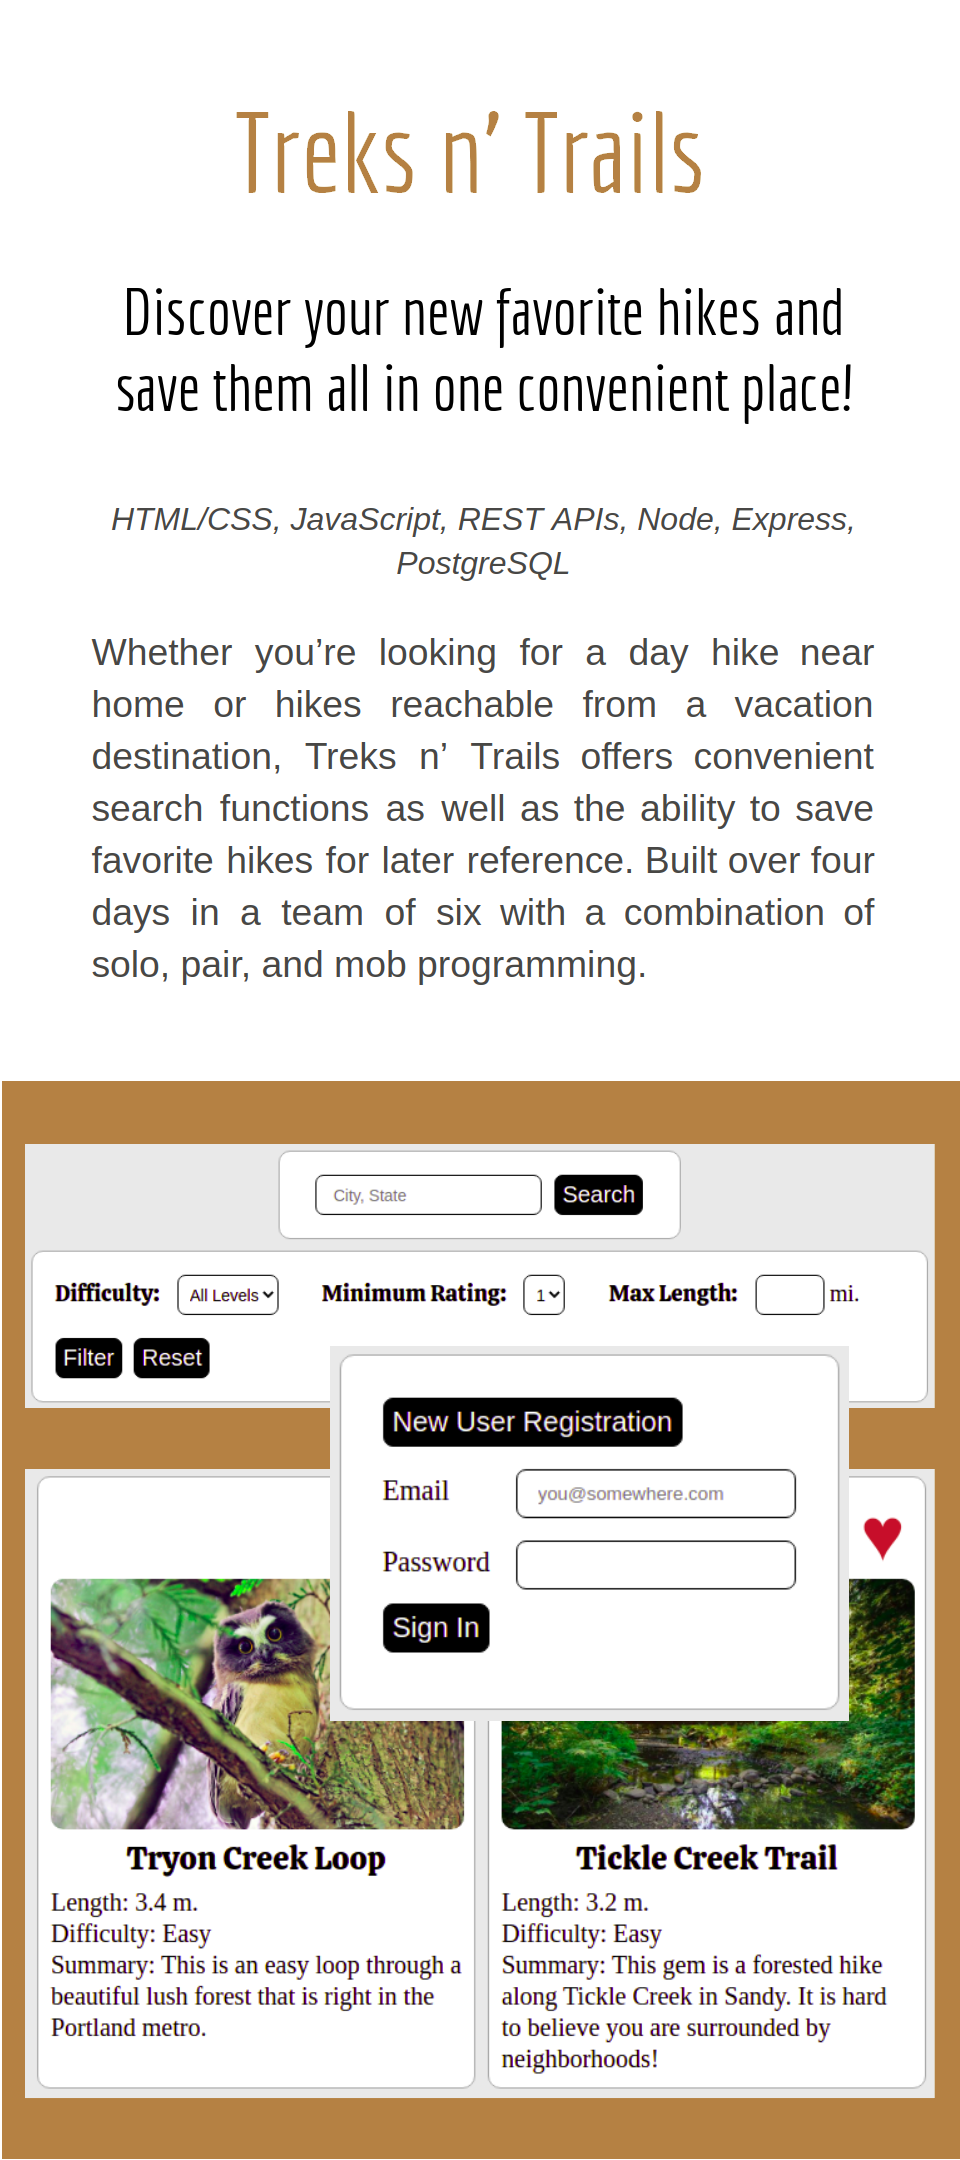 Treks n’ Trails
Discover your new favorite hikes and
save them all in one convenient place!
HTML/CSS, JavaScript, REST APIs, Node, Express,
PostgreSQL
Whether you’re looking for a day hike near
home or hikes reachable from a vacation
destination, Treks n’ Trails offers convenient
search functions as well as the ability to save
favorite hikes for later reference. Built over four
days in a team of six with a combination of
solo, pair, and mob programming.
City, State Search
Difficulty: All Levels Minimum Rating: 1 Max Length: mi.
Filter Reset
New User Registration
Email you@somewhere.com
Password
Sign In
Tryon Creek Loop
Length: 3.4 m.
Difficulty: Easy
Summary: This is an easy loop through a
beautiful lush forest that is right in the
Portland metro.
Tickle Creek Trail
Length: 3.2 m.
Difficulty: Easy
Summary: This gem is a forested hike
along Tickle Creek in Sandy. It is hard
to believe you are surrounded by
neighborhoods!